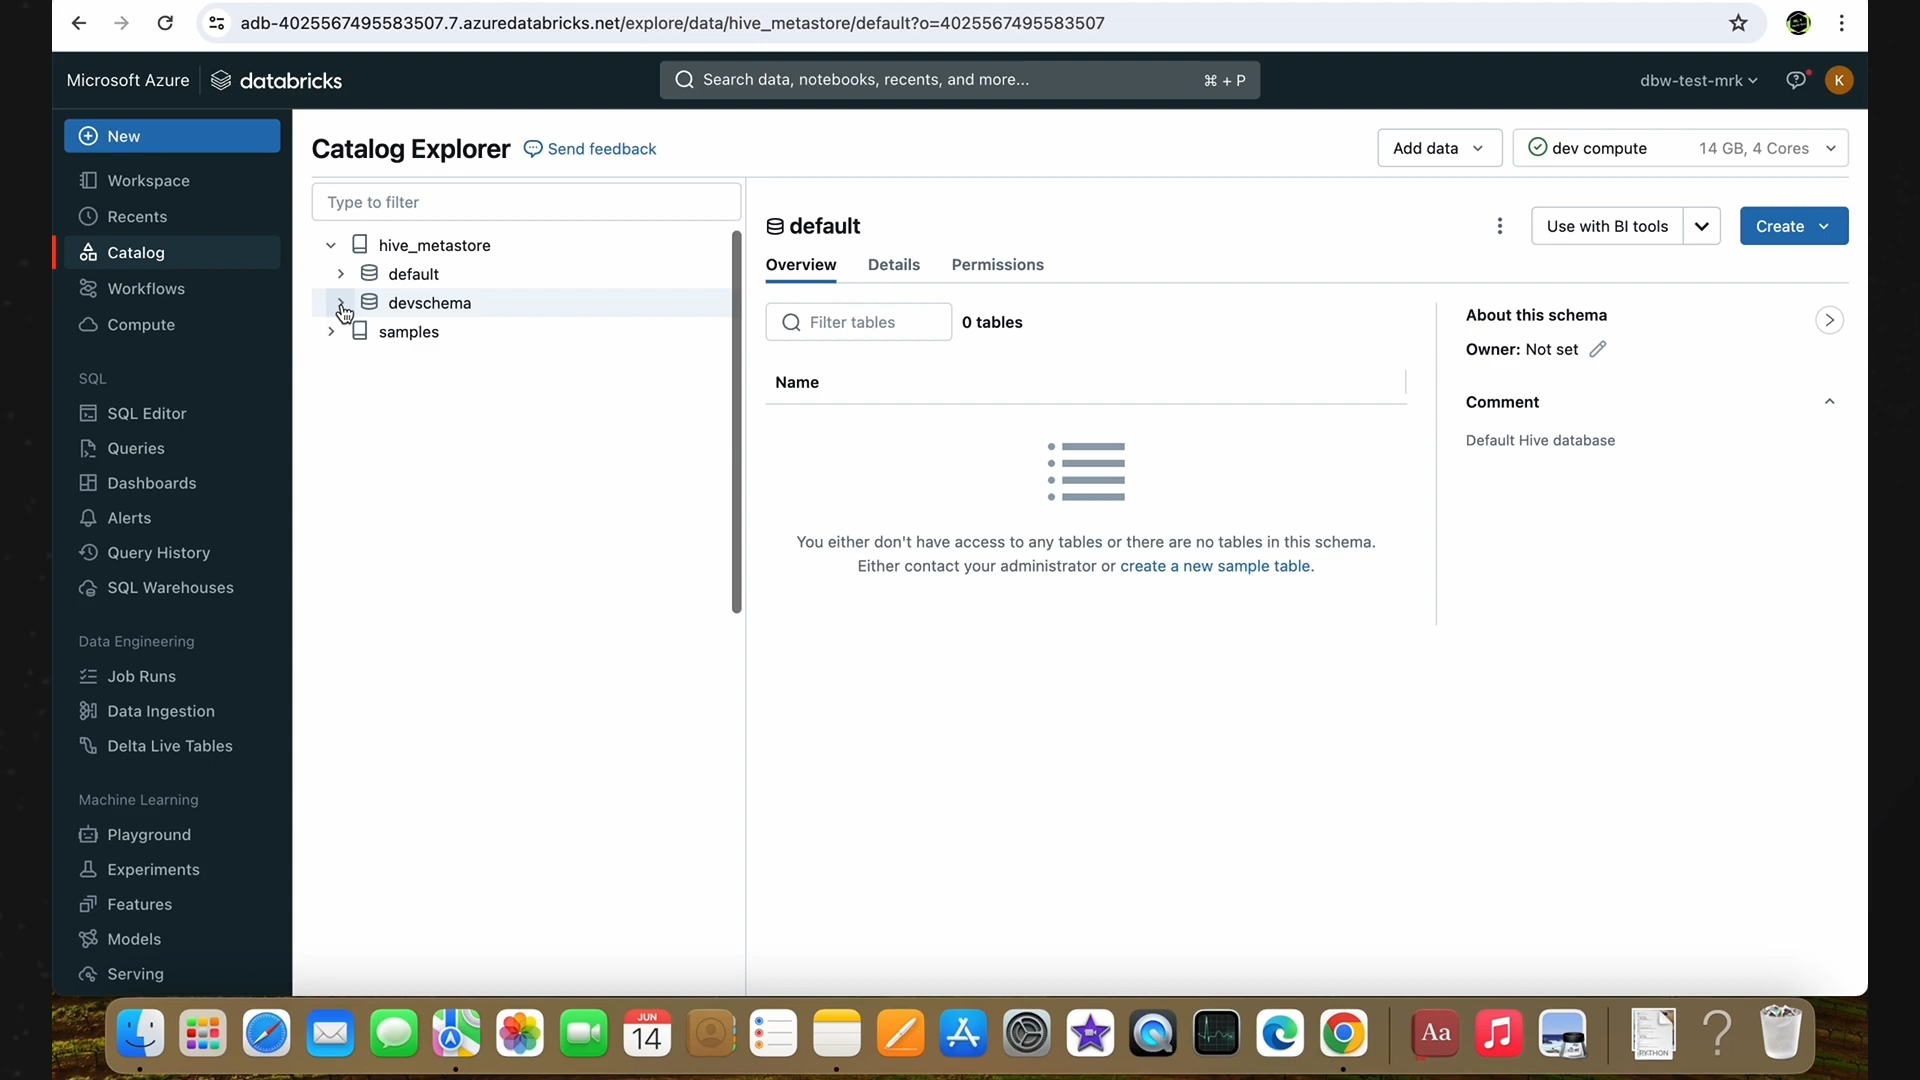 adb-4025567495583507.7.azuredatabricks.net/explore/data/hive_metastore/default?o=4025567495583507
Microsoft Azure databricks
Search data, notebooks, recents, and more... ⌘ + P
dbw-test-mrk
K
New
Workspace
Recents
Catalog
Workflows
Compute
SQL
SQL Editor
Queries
Dashboards
Alerts
Query History
SQL Warehouses
Data Engineering
Job Runs
Data Ingestion
Delta Live Tables
Machine Learning
Playground
Experiments
Features
Models
Serving
Catalog Explorer Send feedback
Add data
dev compute 14 GB, 4 Cores
Type to filter
hive_metastore
default
devschema
samples
default
Use with BI tools
Create
Overview Details Permissions
Filter tables 0 tables
Name
You either don't have access to any tables or there are no tables in this schema.
Either contact your administrator or create a new sample table.
About this schema
Owner: Not set
Comment
Default Hive database
JUN
14
Aa
PYTHON